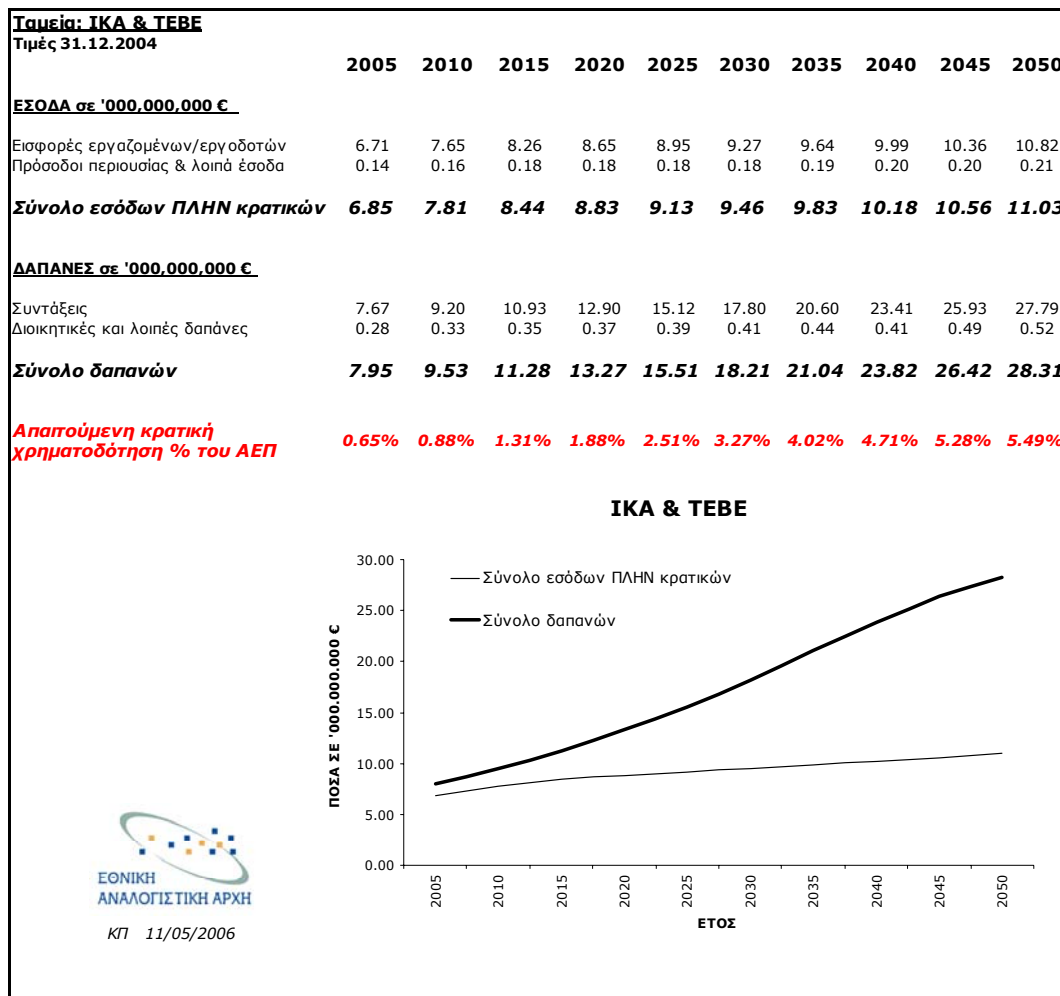 Ταμεία: ΙΚΑ & ΤΕΒΕ
Τιμές 31.12.2004
2005 2010 2015 2020 2025 2030 2035 2040 2045 2050
ΕΣΟΔΑ σε '000,000,000 €
Εισφορές εργαζομένων/εργοδοτών 6.71 7.65 8.26 8.65 8.95 9.27 9.64 9.99 10.36 10.82
Πρόσοδοι περιουσίας & λοιπά έσοδα 0.14 0.16 0.18 0.18 0.18 0.18 0.19 0.20 0.20 0.21
Σύνολο εσόδων ΠΛΗΝ κρατικών 6.85 7.81 8.44 8.83 9.13 9.46 9.83 10.18 10.56 11.03
ΔΑΠΑΝΕΣ σε '000,000,000 €
Συντάξεις 7.67 9.20 10.93 12.90 15.12 17.80 20.60 23.41 25.93 27.79
Διοικητικές και λοιπές δαπάνες 0.28 0.33 0.35 0.37 0.39 0.41 0.44 0.41 0.49 0.52
Σύνολο δαπανών 7.95 9.53 11.28 13.27 15.51 18.21 21.04 23.82 26.42 28.31
Απαιτούμενη κρατική
χρηματοδότηση % του ΑΕΠ 0.65% 0.88% 1.31% 1.88% 2.51% 3.27% 4.02% 4.71% 5.28% 5.49%
ΙΚΑ & ΤΕΒΕ
ΠΟΣΑ ΣΕ '000.000.000 €
30.00
25.00
20.00
15.00
10.00
5.00
0.00
Σύνολο εσόδων ΠΛΗΝ κρατικών
Σύνολο δαπανών
2005 2010 2015 2020 2025 2030 2035 2040 2045 2050
ΕΤΟΣ
ΕΘΝΙΚΗ
ΑΝΑΛΟΓΙΣΤΙΚΗ ΑΡΧΗ
ΚΠ 11/05/2006